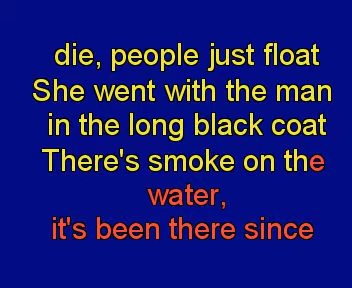 die, people just float
She went with the man
in the long black coat
There's smoke on the
water,
it's been there since